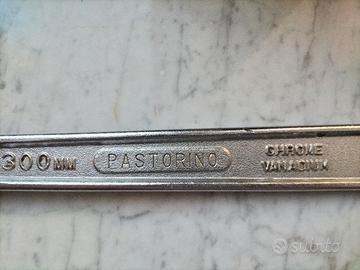 300 MM PASTORINO CHROME
VANADIUM
subito